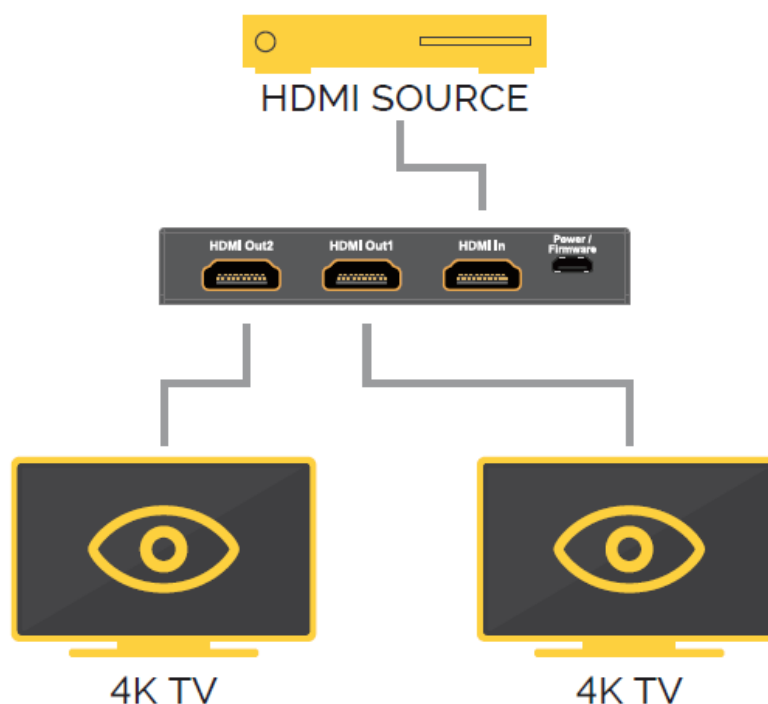 HDMI SOURCE
HDMI Out2
HDMI Out1
HDMI In
Power /
Firmware
4K TV
4K TV